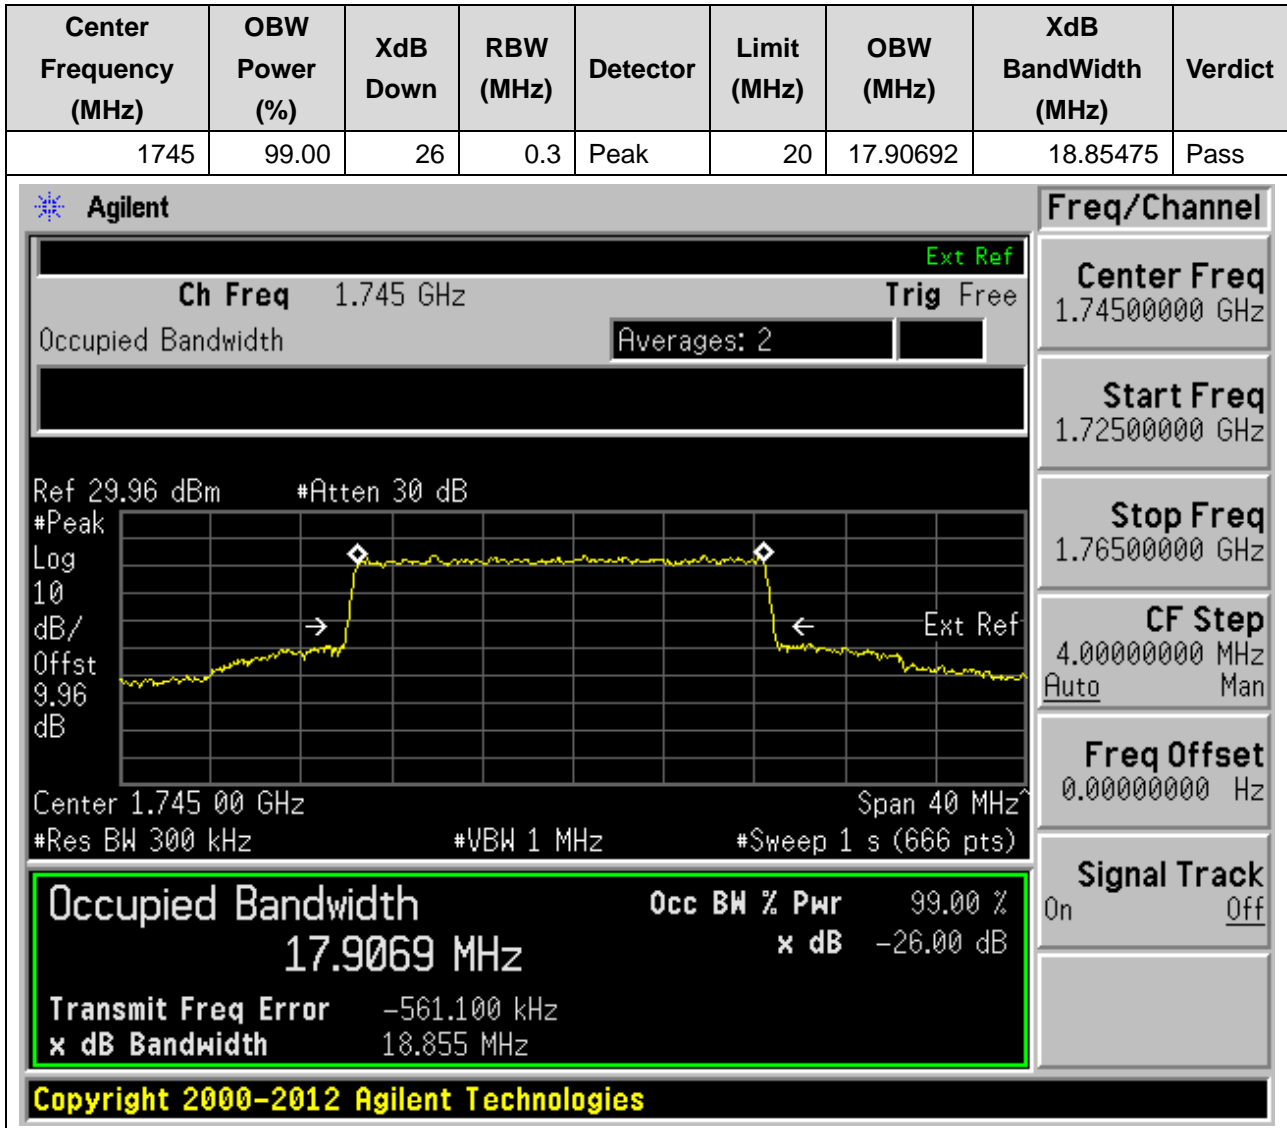 Center Frequency (MHz) OBW Power (%) XdB Down RBW (MHz) Detector Limit (MHz) OBW (MHz) XdB BandWidth (MHz) Verdict
1745 99.00 26 0.3 Peak 20 17.90692 18.85475 Pass
Agilent
Freq/Channel
Ext Ref
Ch Freq 1.745 GHz Trig Free
Occupied Bandwidth Averages: 2
Center Freq
1.74500000 GHz
Start Freq
1.72500000 GHz
Stop Freq
1.76500000 GHz
CF Step
4.00000000 MHz
Auto Man
Freq Offset
0.00000000 Hz
Signal Track
On Off
Ref 29.96 dBm #Atten 30 dB
#Peak
Log
10
dB/
Offst
9.96
dB
Ext Ref
Center 1.745 00 GHz Span 40 MHz^
#Res BW 300 kHz #VBW 1 MHz #Sweep 1 s (666 pts)
Occupied Bandwidth Occ BW % Pwr 99.00 %
17.9069 MHz x dB -26.00 dB
Transmit Freq Error -561.100 kHz
x dB Bandwidth 18.855 MHz
Copyright 2000-2012 Agilent Technologies